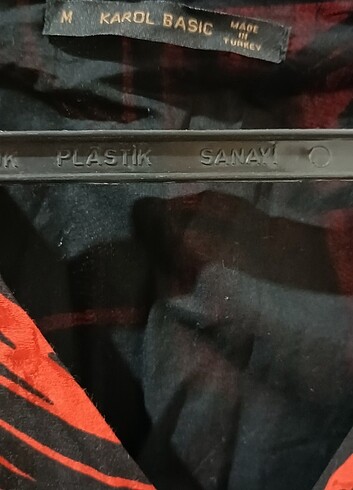 M KAROL BASIC MADE
IN
TURKEY
K PLASTİK SANAYİ